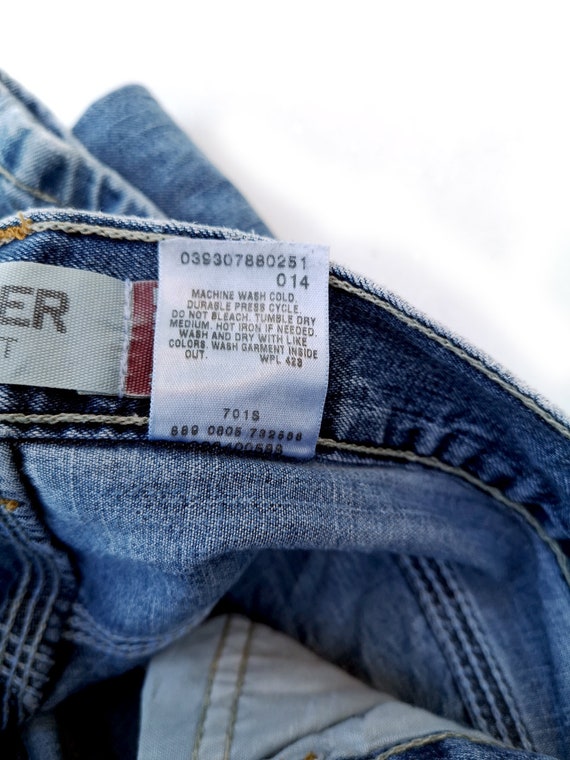 039307880251
014
MACHINE WASH COLD.
DURABLE PRESS CYCLE.
DO NOT BLEACH. TUMBLE DRY
MEDIUM. HOT IRON IF NEEDED.
WASH AND DRY WITH LIKE
COLORS. WASH GARMENT INSIDE
OUT. WPL 423
701S
889 0805 732586
ER
T